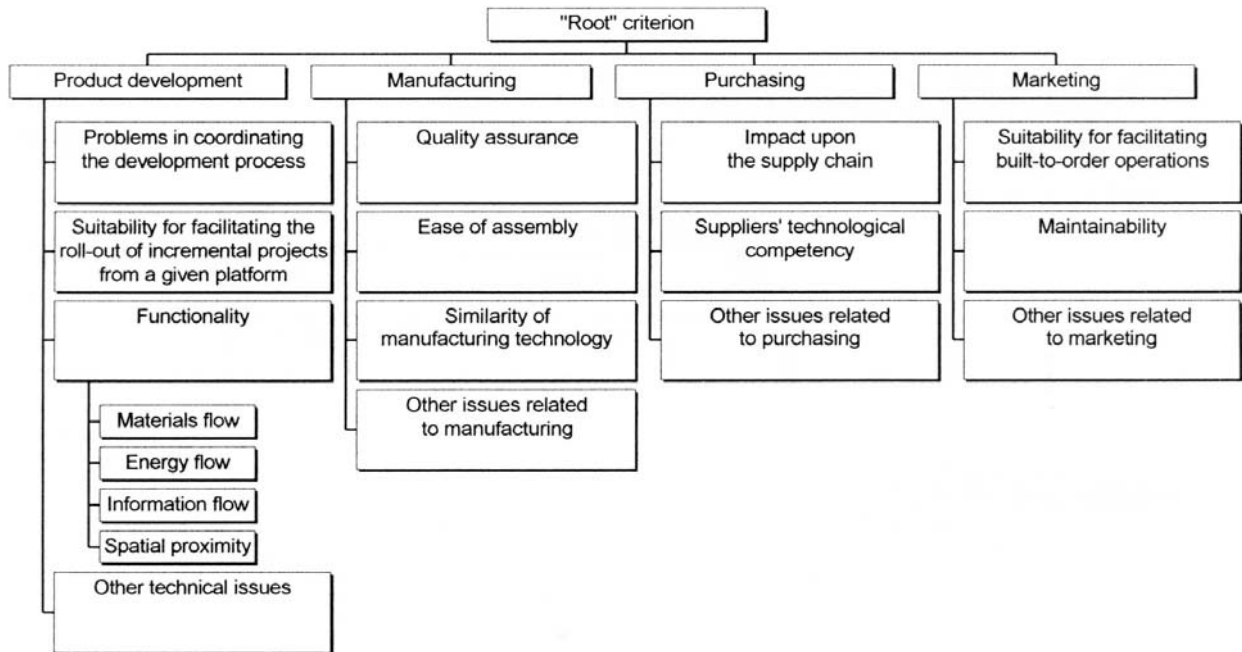 "Root" criterion
Product development
Problems in coordinating
the development process
Suitability for facilitating the
roll-out of incremental projects
from a given platform
Functionality
Materials flow
Energy flow
Information flow
Spatial proximity
Other technical issues
Manufacturing
Quality assurance
Ease of assembly
Similarity of
manufacturing technology
Other issues related
to manufacturing
Purchasing
Impact upon
the supply chain
Suppliers' technological
competency
Other issues related
to purchasing
Marketing
Suitability for facilitating
built-to-order operations
Maintainability
Other issues related
to marketing